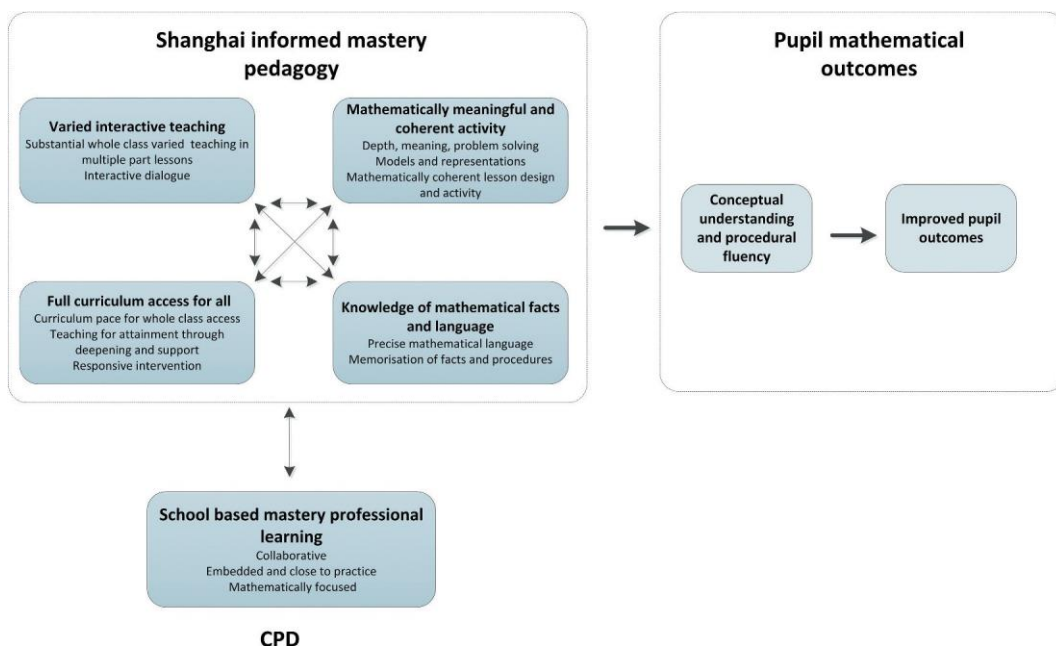 Shanghai informed mastery
pedagogy
Varied interactive teaching
Substantial whole class varied teaching in
multiple part lessons
Interactive dialogue
Mathematically meaningful and
coherent activity
Depth, meaning, problem solving
Models and representations
Mathematically coherent lesson design
and activity
Full curriculum access for all
Curriculum pace for whole class access
Teaching for attainment through
deepening and support
Responsive intervention
Knowledge of mathematical facts
and language
Precise mathematical language
Memorisation of facts and procedures
Pupil mathematical
outcomes
Conceptual
understanding
and procedural
fluency
Improved pupil
outcomes
School based mastery professional
learning
Collaborative
Embedded and close to practice
Mathematically focused
CPD